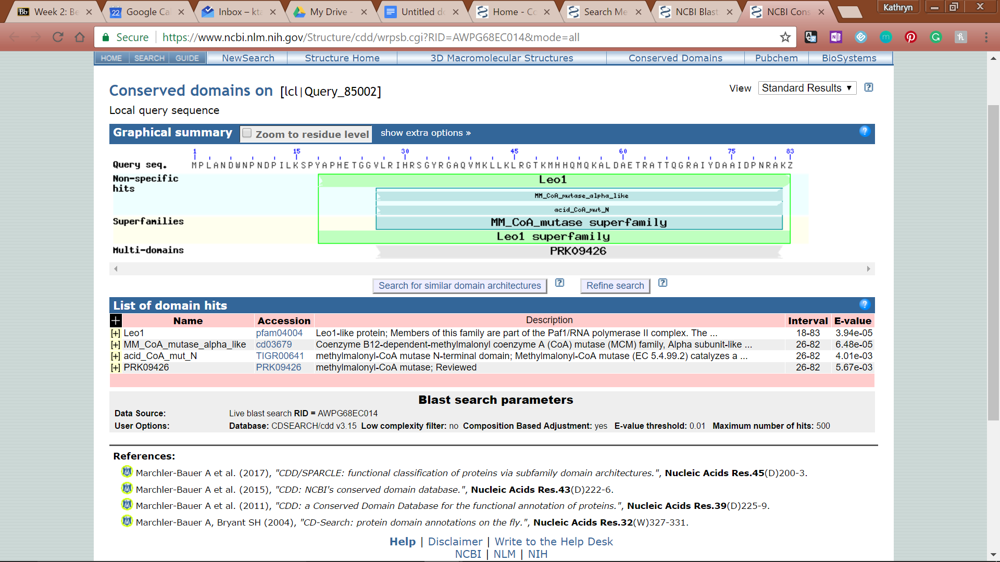 Week 2: Be
22 Google Cal
Inbox – kta
My Drive -
Untitled do
Home - Co
Search Me
NCBI Blast
NCBI Cons
Kathryn
Secure
https://www.ncbi.nlm.nih.gov/Structure/cdd/wrpsb.cgi?RID=AWPG68EC014&mode=all
HOME SEARCH GUIDE NewSearch Structure Home 3D Macromolecular Structures Conserved Domains Pubchem BioSystems
Conserved domains on [lcl|Query_85002]
View Standard Results ▼ ?
Local query sequence
Graphical summary Zoom to residue level show extra options » ?
1 15 30 45 60 75 83
Query seq. MPLANDWNPNDPILKSPYAPHETGGVLRIHRSGYRGAQVMKLLKLRGTKMHHQMQKALDAETRATTQGRAIYDAAIDPNRAKZ
Non-specific hits
Leo1
MM_CoA_mutase_alpha_like
acid_CoA_mut_N
Superfamilies MM_CoA_mutase superfamily
Leo1 superfamily
Multi-domains PRK09426
Search for similar domain architectures ? Refine search ?
List of domain hits ?
+ Name Accession Description Interval E-value
[+] Leo1 pfam04004 Leo1-like protein; Members of this family are part of the Paf1/RNA polymerase II complex. The ... 18-83 3.94e-05
[+] MM_CoA_mutase_alpha_like cd03679 Coenzyme B12-dependent-methylmalonyl coenzyme A (CoA) mutase (MCM) family, Alpha subunit-like ... 26-82 6.48e-05
[+] acid_CoA_mut_N TIGR00641 methylmalonyl-CoA mutase N-terminal domain; Methylmalonyl-CoA mutase (EC 5.4.99.2) catalyzes a ... 26-82 4.01e-03
[+] PRK09426 PRK09426 methylmalonyl-CoA mutase; Reviewed 26-82 5.67e-03
Blast search parameters
Data Source: Live blast search RID = AWPG68EC014
User Options: Database: CDSEARCH/cdd v3.15 Low complexity filter: no Composition Based Adjustment: yes E-value threshold: 0.01 Maximum number of hits: 500
References:
Marchler-Bauer A et al. (2017), "CDD/SPARCLE: functional classification of proteins via subfamily domain architectures.", Nucleic Acids Res.45(D)200-3.
Marchler-Bauer A et al. (2015), "CDD: NCBI's conserved domain database.", Nucleic Acids Res.43(D)222-6.
Marchler-Bauer A et al. (2011), "CDD: a Conserved Domain Database for the functional annotation of proteins.", Nucleic Acids Res.39(D)225-9.
Marchler-Bauer A, Bryant SH (2004), "CD-Search: protein domain annotations on the fly.", Nucleic Acids Res.32(W)327-331.
Help | Disclaimer | Write to the Help Desk
NCBI | NLM | NIH